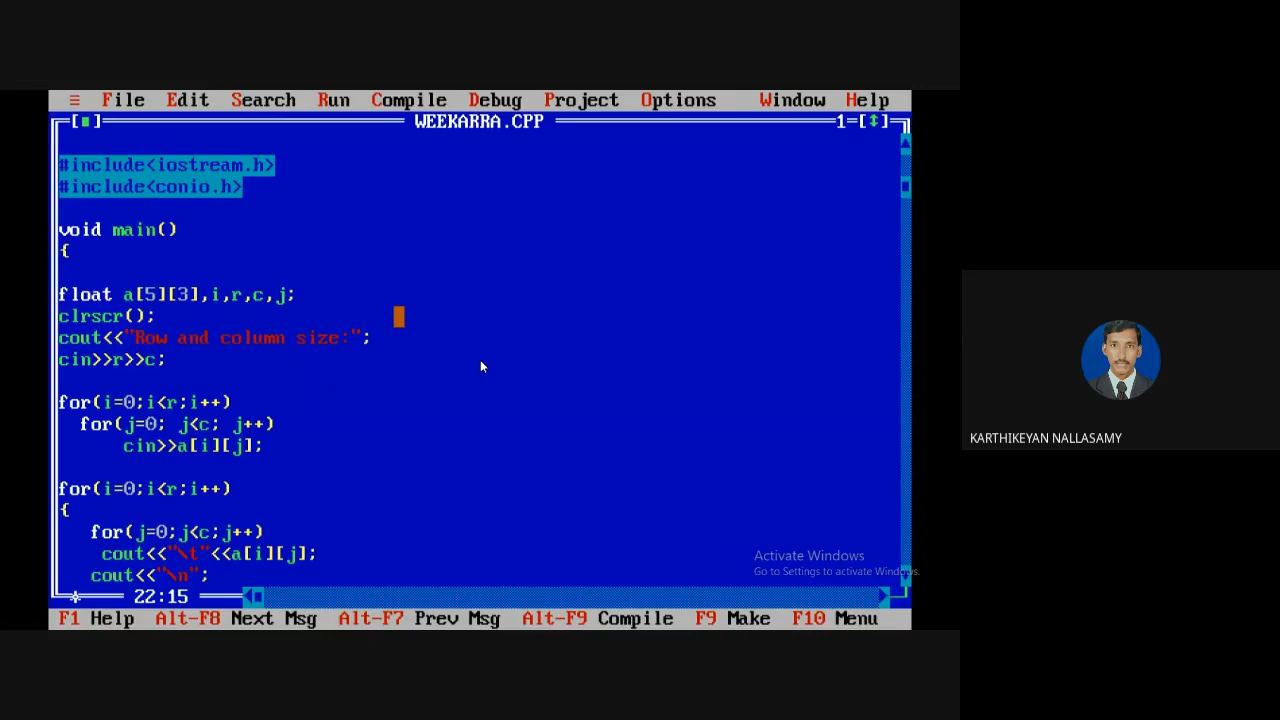 ≡ File Edit Search Run Compile Debug Project Options Window Help
[■] WEEKARRA.CPP 1=[↕]
#include<iostream.h>
#include<conio.h>
void main()
{
float a[5][3],i,r,c,j;
clrscr();
cout<<"Row and column size:";
cin>>r>>c;
for(i=0;i<r;i++)
for(j=0; j<c; j++)
cin>>a[i][j];
for(i=0;i<r;i++)
{
for(j=0;j<c;j++)
cout<<"\t"<<a[i][j];
cout<<"\n";
Activate Windows
Go to Settings to activate Windows.
22:15
F1 Help Alt-F8 Next Msg Alt-F7 Prev Msg Alt-F9 Compile F9 Make F10 Menu
KARTHIKEYAN NALLASAMY